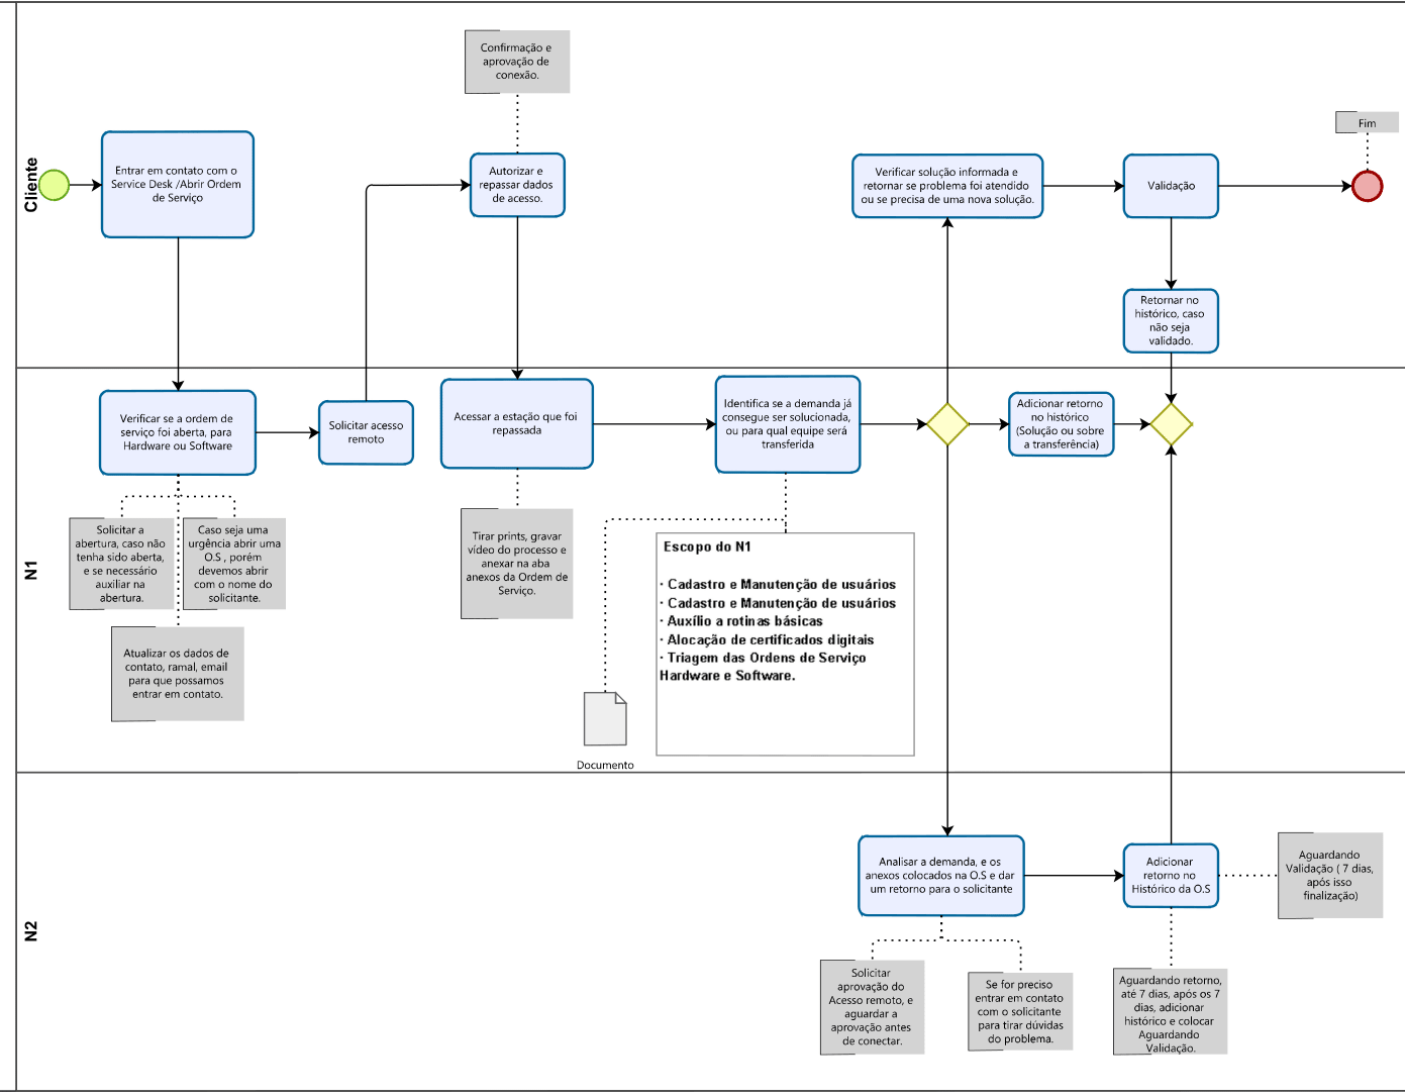 Cliente
Confirmação e
aprovação de
conexão.
Entrar em contato com o
Service Desk /Abrir Ordem
de Serviço
Autorizar e
repassar dados
de acesso.
Verificar solução informada e
retornar se problema foi atendido
ou se precisa de uma nova solução.
Validação
Fim
Retornar no
histórico, caso
não seja
validado.
N1
Verificar se a ordem de
serviço foi aberta, para
Hardware ou Software
Solicitar acesso
remoto
Acessar a estação que foi
repassada
Identifica se a demanda já
consegue ser solucionada,
ou para qual equipe será
transferida
Adicionar retorno
no histórico
(Solução ou sobre
a transferência)
Solicitar a
abertura, caso não
tenha sido aberta,
e se necessário
auxiliar na
abertura.
Caso seja uma
urgência abrir uma
O.S , porém
devemos abrir
com o nome do
solicitante.
Atualizar os dados de
contato, ramal, email
para que possamos
entrar em contato.
Tirar prints, gravar
vídeo do processo e
anexar na aba
anexos da Ordem de
Serviço.
Escopo do N1
· Cadastro e Manutenção de usuários
· Cadastro e Manutenção de usuários
· Auxílio a rotinas básicas
· Alocação de certificados digitais
· Triagem das Ordens de Serviço
Hardware e Software.
Documento
N2
Analisar a demanda, e os
anexos colocados na O.S e dar
um retorno para o solicitante
Adicionar
retorno no
Histórico da O.S
Aguardando
Validação ( 7 dias,
após isso
finalização)
Solicitar
aprovação do
Acesso remoto, e
aguardar a
aprovação antes
de conectar.
Se for preciso
entrar em contato
com o solicitante
para tirar dúvidas
do problema.
Aguardando retorno,
até 7 dias, após os 7
dias, adicionar
histórico e colocar
Aguardando
Validação.